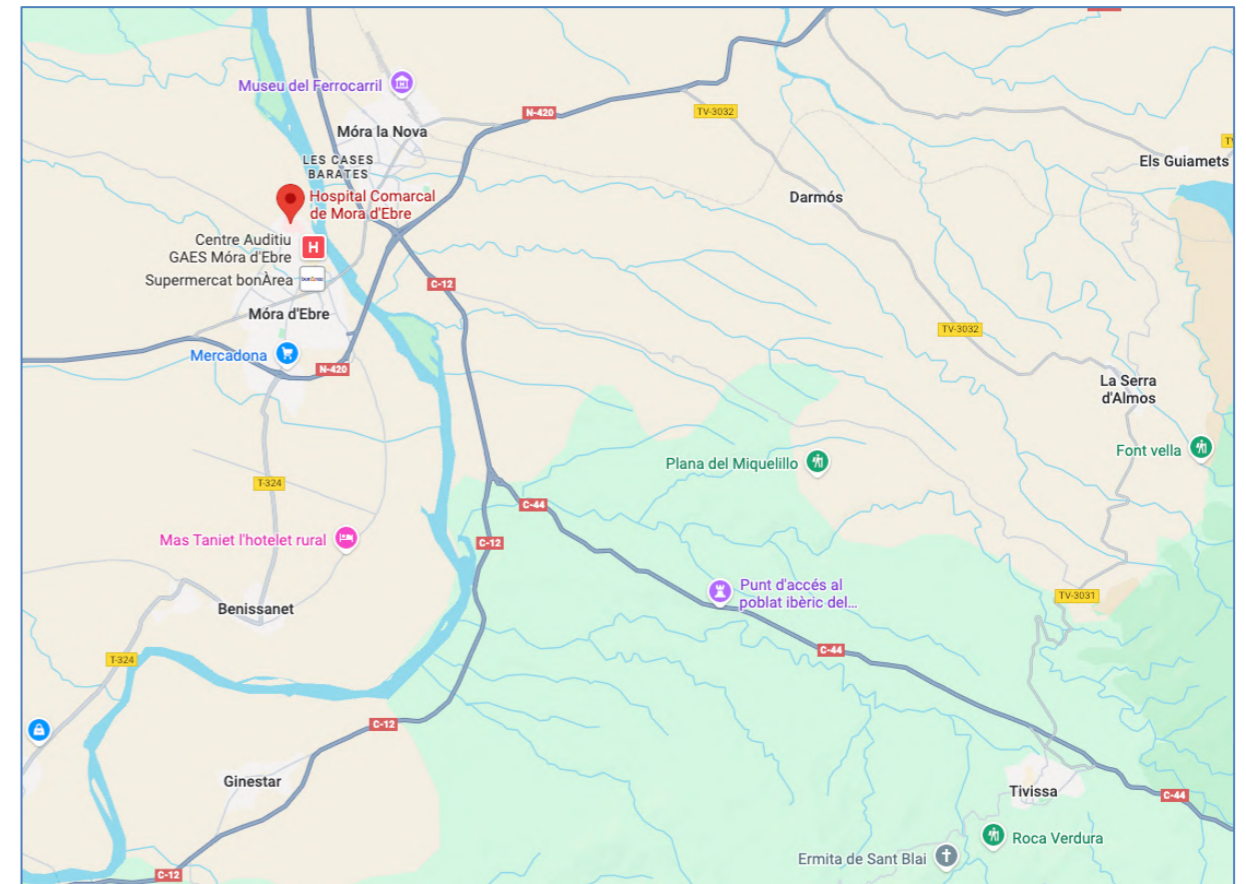 Museu del Ferrocarril
N-420
TV-3032
Móra la Nova
LES CASES
BARATES
Els Guiamets
Hospital Comarcal
de Mora d'Ebre
Darmós
Centre Auditiu
GAES Móra d'Ebre
H
Supermercat bonÀrea
C-12
Móra d'Ebre
TV-3032
Mercadona
N-420
La Serra
d'Almos
Font vella
Plana del Miquelillo
T-324
C-44
Mas Taniet l'hotelet rural
C-12
Punt d'accés al
poblat ibèric del...
TV-3031
Benissanet
C-44
T-324
C-12
Ginestar
Tivissa
C-44
Roca Verdura
Ermita de Sant Blai
C-12